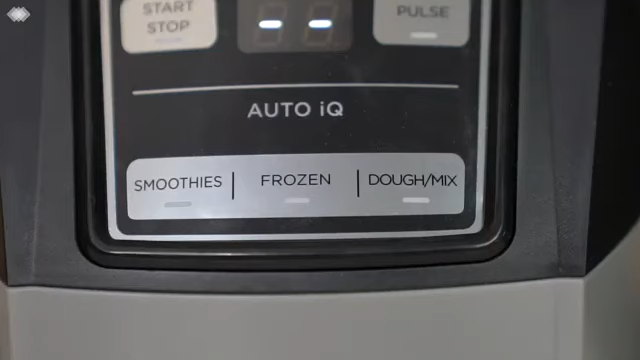 START
STOP
PULSE
AUTO iQ
SMOOTHIES
FROZEN
DOUGH/MIX